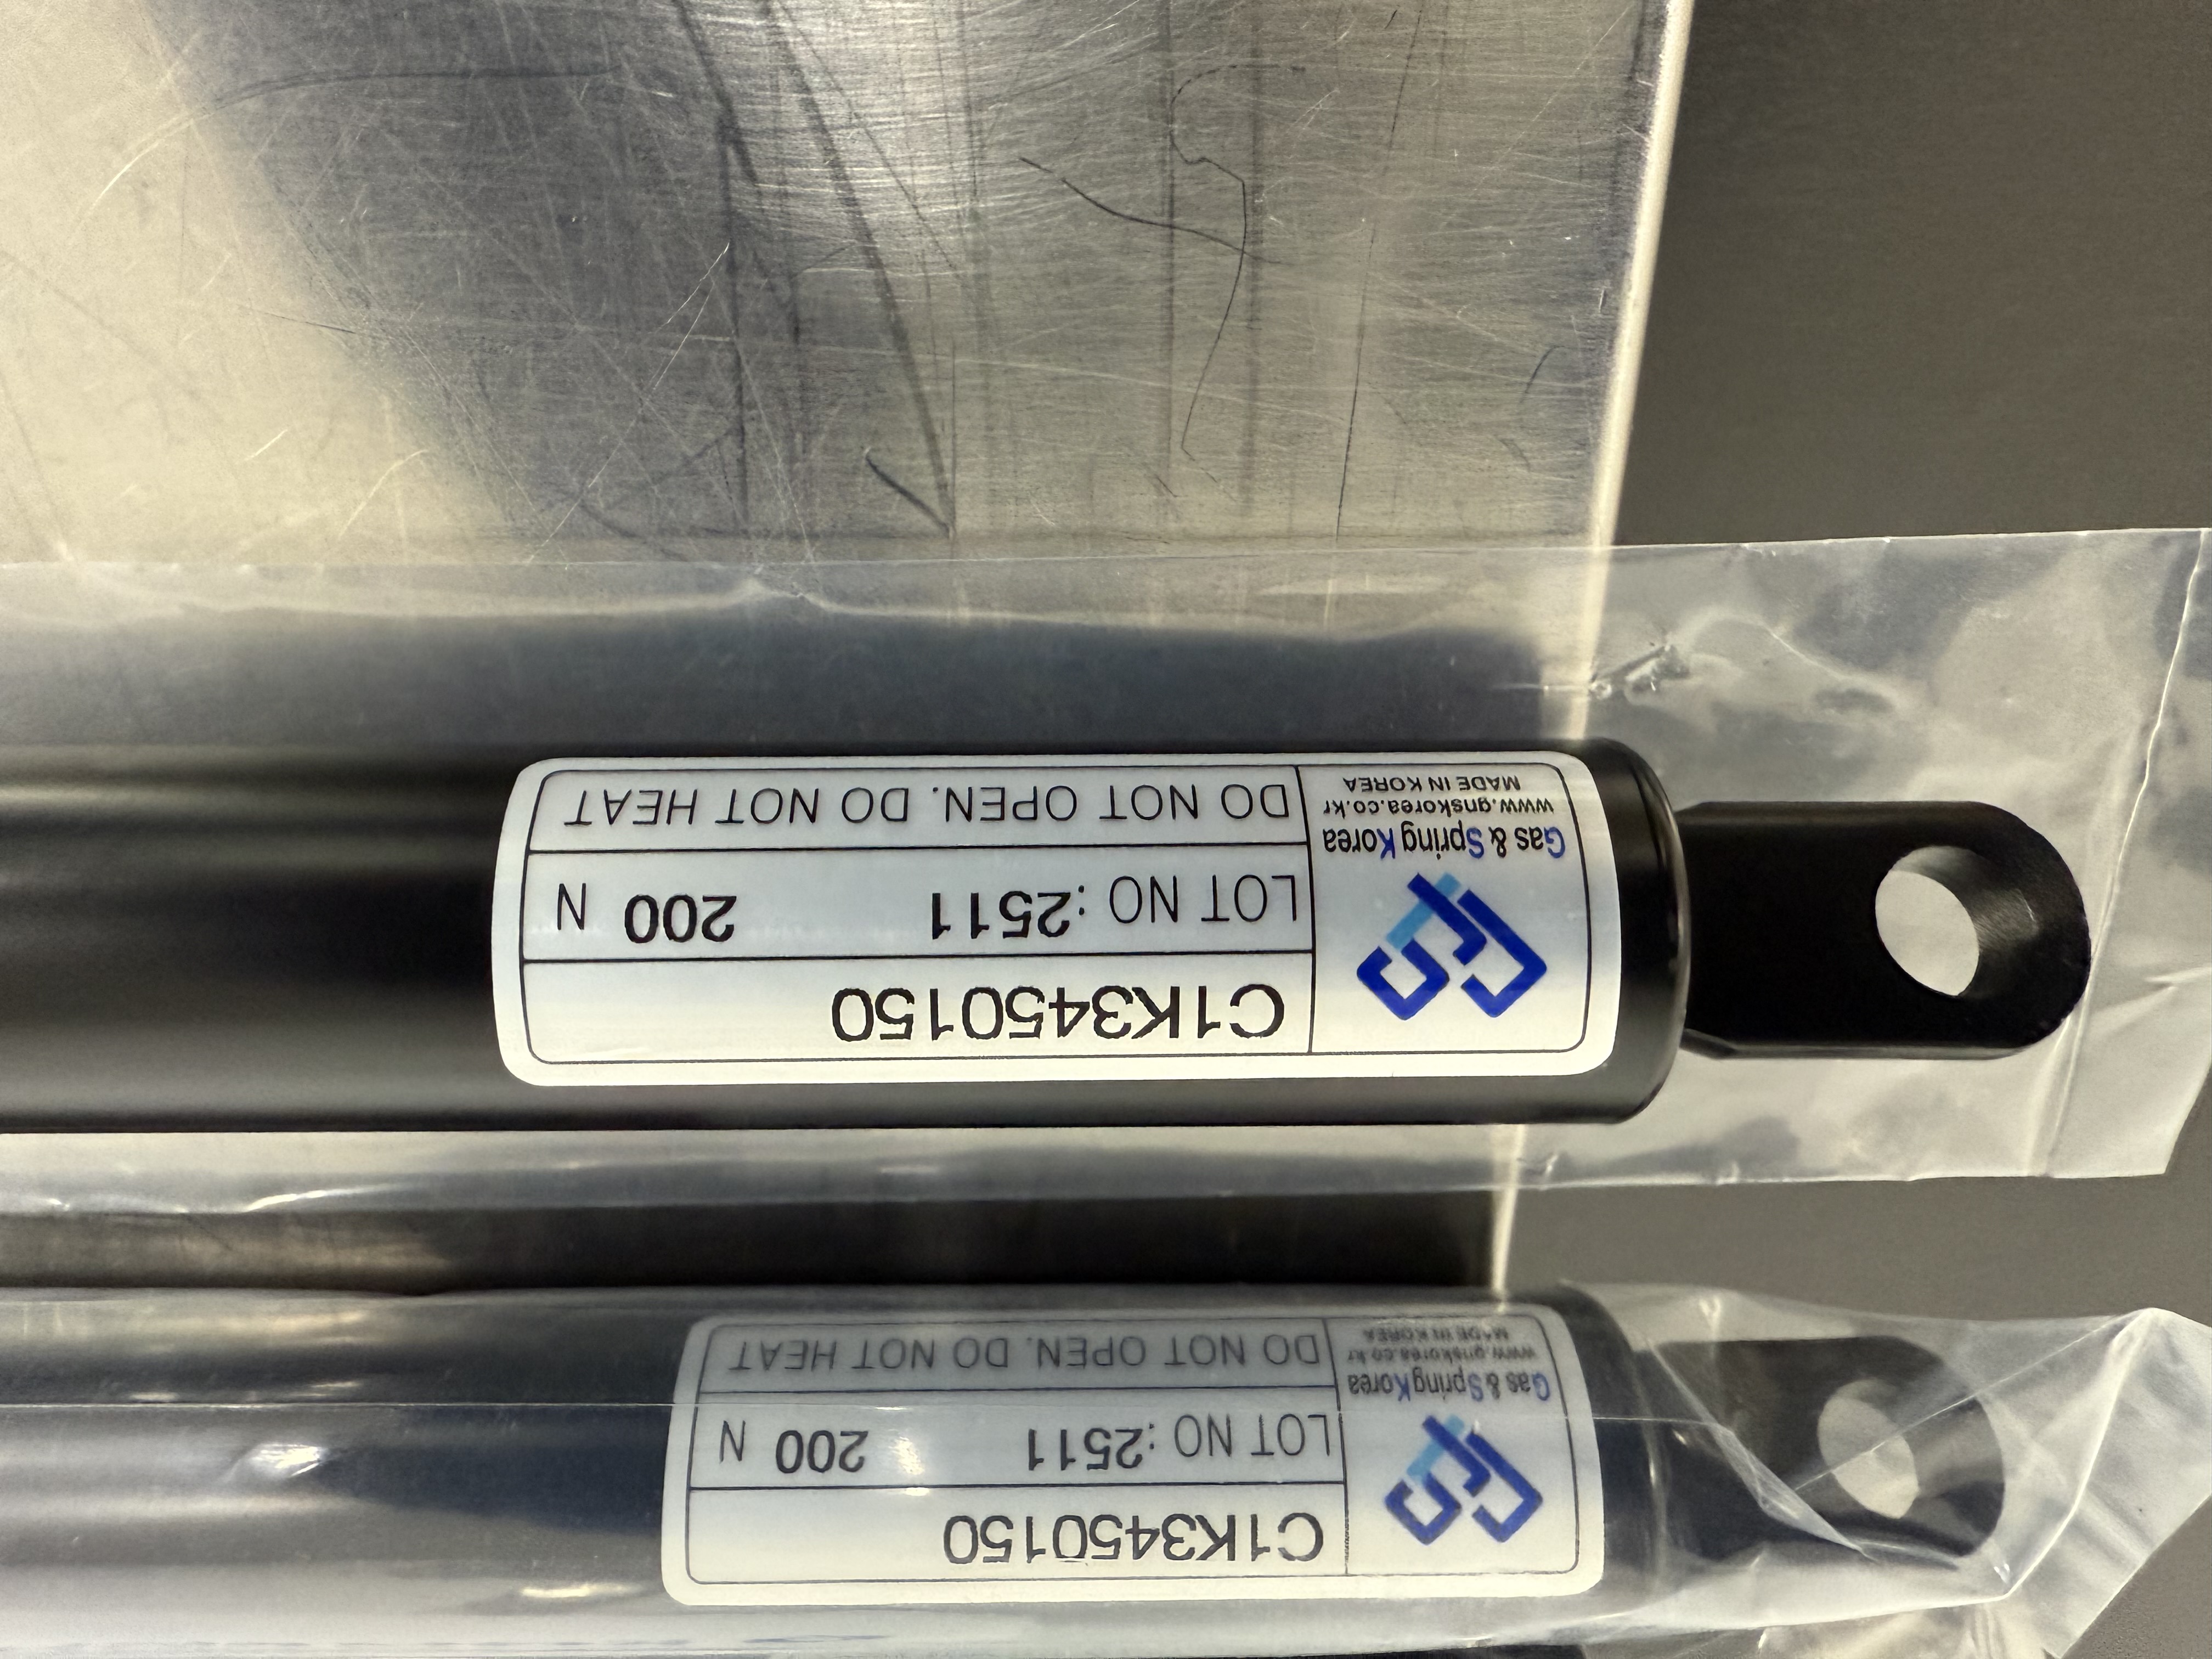 Gas & Spring Korea
www.gnskorea.co.kr
MADE IN KOREA
C1K3450150
LOT NO :2511 200 N
DO NOT OPEN. DO NOT HEAT
Gas & Spring Korea
www.gnskorea.co.kr
MADE IN KOREA
C1K3450150
LOT NO :2511 200 N
DO NOT OPEN. DO NOT HEAT